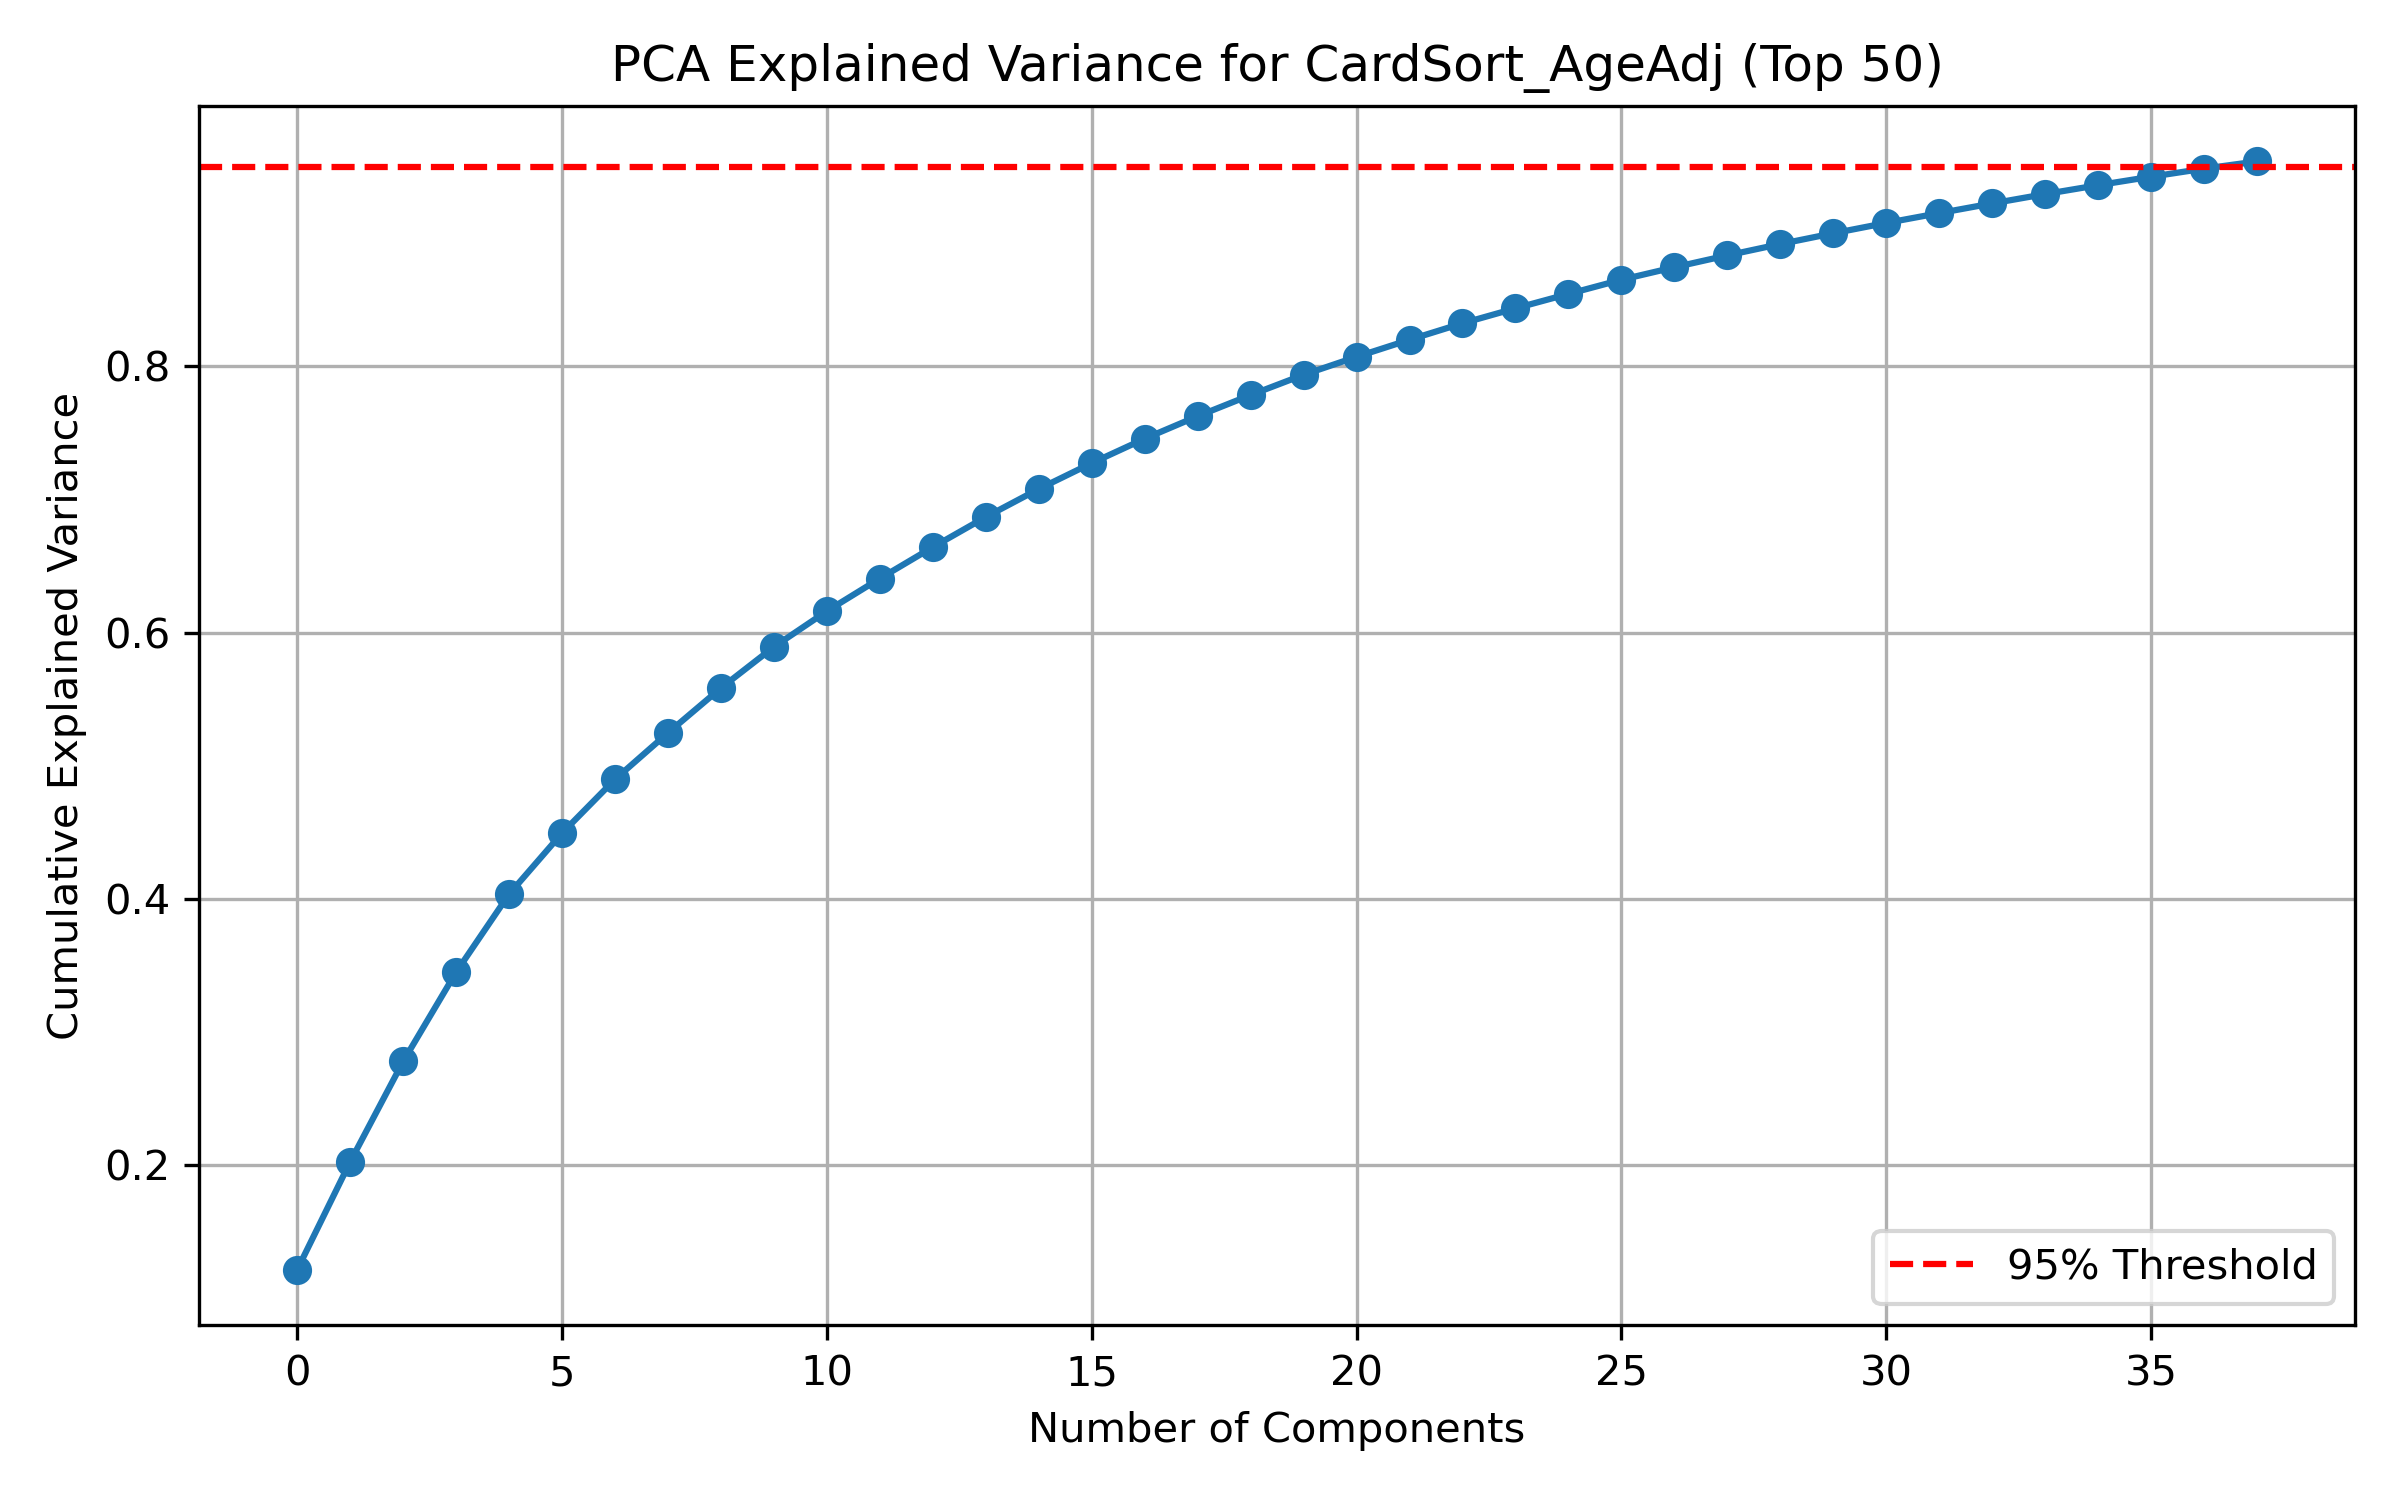 PCA Explained Variance for CardSort_AgeAdj (Top 50)
Cumulative Explained Variance
0.8
0.6
0.4
0.2
95% Threshold
0 5 10 15 20 25 30 35
Number of Components